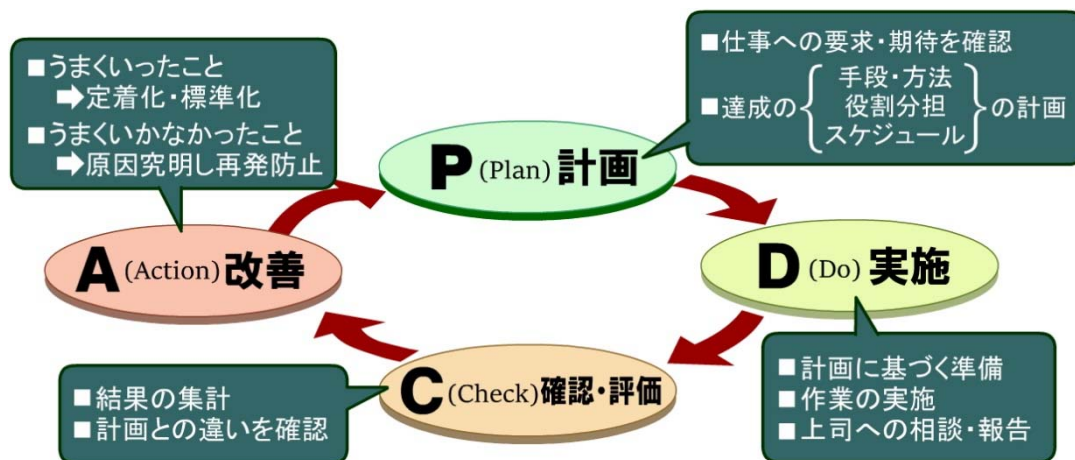 ■うまくいったこと
➡定着化・標準化
■うまくいかなかったこと
➡原因究明し再発防止
■仕事への要求・期待を確認
■達成の{手段・方法
役割分担
スケジュール}の計画
P (Plan) 計画
A (Action) 改善
D (Do) 実施
C (Check) 確認・評価
■結果の集計
■計画との違いを確認
■計画に基づく準備
■作業の実施
■上司への相談・報告